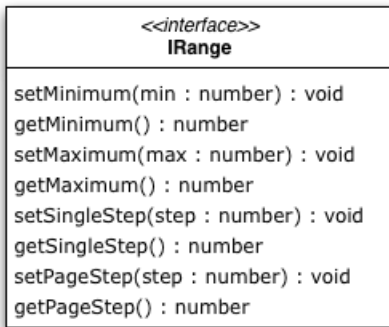 <<interface>>
IRange
setMinimum(min : number) : void
getMinimum() : number
setMaximum(max : number) : void
getMaximum() : number
setSingleStep(step : number) : void
getSingleStep() : number
setPageStep(step : number) : void
getPageStep() : number